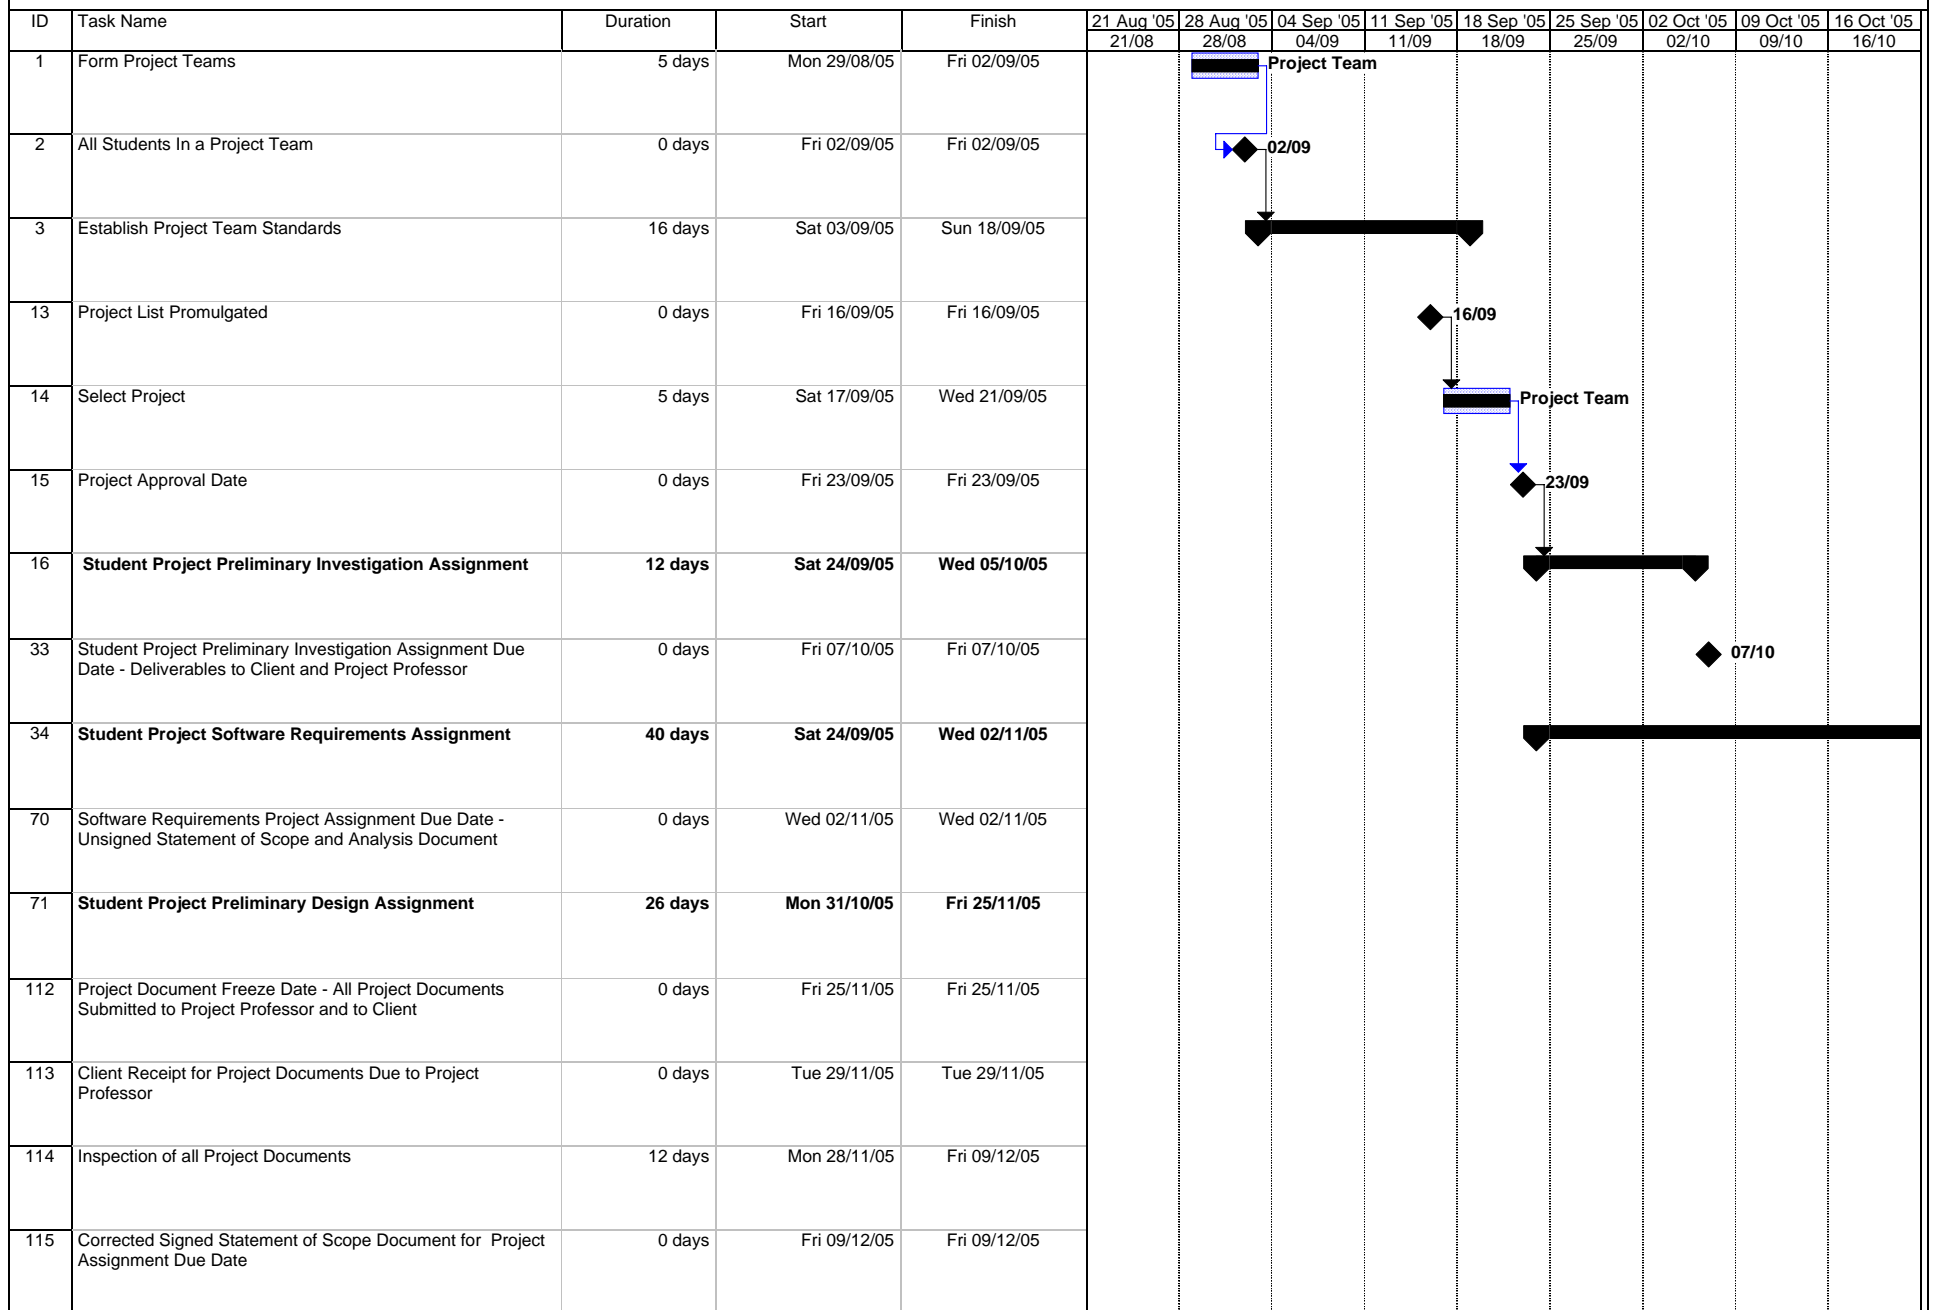 ID Task Name Duration Start Finish 21 Aug '05 28 Aug '05 04 Sep '05 11 Sep '05 18 Sep '05 25 Sep '05 02 Oct '05 09 Oct '05 16 Oct '05
21/08 28/08 04/09 11/09 18/09 25/09 02/10 09/10 16/10
1 Form Project Teams 5 days Mon 29/08/05 Fri 02/09/05 Project Team
2 All Students In a Project Team 0 days Fri 02/09/05 Fri 02/09/05 02/09
3 Establish Project Team Standards 16 days Sat 03/09/05 Sun 18/09/05
13 Project List Promulgated 0 days Fri 16/09/05 Fri 16/09/05 16/09
14 Select Project 5 days Sat 17/09/05 Wed 21/09/05 Project Team
15 Project Approval Date 0 days Fri 23/09/05 Fri 23/09/05 23/09
16 Student Project Preliminary Investigation Assignment 12 days Sat 24/09/05 Wed 05/10/05
33 Student Project Preliminary Investigation Assignment Due 0 days Fri 07/10/05 Fri 07/10/05 07/10
Date - Deliverables to Client and Project Professor
34 Student Project Software Requirements Assignment 40 days Sat 24/09/05 Wed 02/11/05
70 Software Requirements Project Assignment Due Date - 0 days Wed 02/11/05 Wed 02/11/05
Unsigned Statement of Scope and Analysis Document
71 Student Project Preliminary Design Assignment 26 days Mon 31/10/05 Fri 25/11/05
112 Project Document Freeze Date - All Project Documents 0 days Fri 25/11/05 Fri 25/11/05
Submitted to Project Professor and to Client
113 Client Receipt for Project Documents Due to Project 0 days Tue 29/11/05 Tue 29/11/05
Professor
114 Inspection of all Project Documents 12 days Mon 28/11/05 Fri 09/12/05
115 Corrected Signed Statement of Scope Document for Project 0 days Fri 09/12/05 Fri 09/12/05
Assignment Due Date